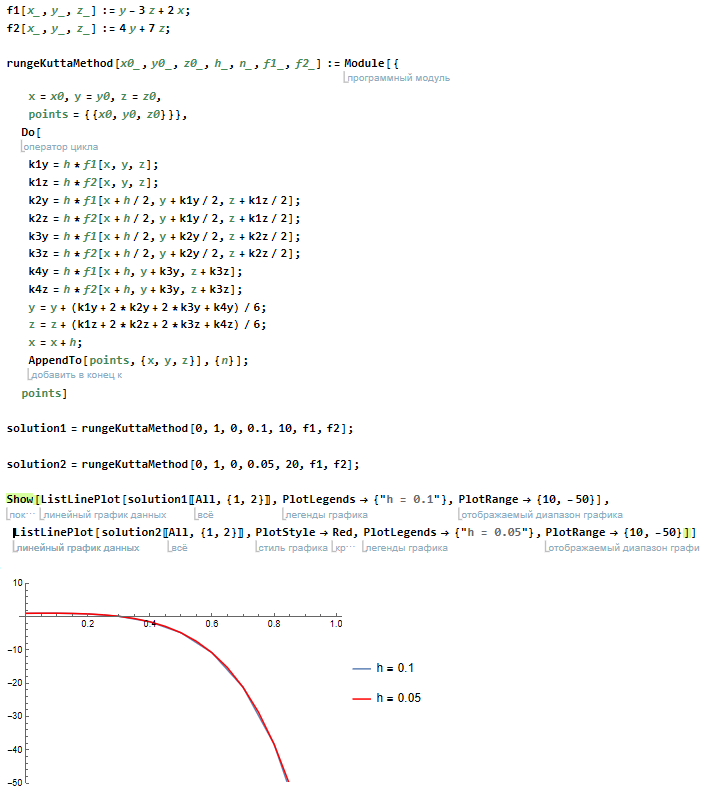 f1[x_, y_, z_] := y - 3 z + 2 x;
f2[x_, y_, z_] := 4 y + 7 z;
rungeKuttaMethod[x0_, y0_, z0_, h_, n_, f1_, f2_] := Module[{
программный модуль
x = x0, y = y0, z = z0,
points = {{x0, y0, z0}}},
Do[
оператор цикла
k1y = h * f1[x, y, z];
k1z = h * f2[x, y, z];
k2y = h * f1[x + h / 2, y + k1y / 2, z + k1z / 2];
k2z = h * f2[x + h / 2, y + k1y / 2, z + k1z / 2];
k3y = h * f1[x + h / 2, y + k2y / 2, z + k2z / 2];
k3z = h * f2[x + h / 2, y + k2y / 2, z + k2z / 2];
k4y = h * f1[x + h, y + k3y, z + k3z];
k4z = h * f2[x + h, y + k3y, z + k3z];
y = y + (k1y + 2 * k2y + 2 * k3y + k4y) / 6;
z = z + (k1z + 2 * k2z + 2 * k3z + k4z) / 6;
x = x + h;
AppendTo[points, {x, y, z}], {n}];
добавить в конец к
points]
solution1 = rungeKuttaMethod[0, 1, 0, 0.1, 10, f1, f2];
solution2 = rungeKuttaMethod[0, 1, 0, 0.05, 20, f1, f2];
Show[ListLinePlot[solution1[[All, {1, 2}]], PlotLegends → {"h = 0.1"}, PlotRange → {10, -50}],
пок⋯ линейный график данных всё легенды графика отображаемый диапазон графика
ListLinePlot[solution2[[All, {1, 2}]], PlotStyle → Red, PlotLegends → {"h = 0.05"}, PlotRange → {10, -50}]]
линейный график данных всё стиль графика кр⋯ легенды графика отображаемый диапазон графи
10
0.2 0.4 0.6 0.8 1.0
-10
-20
-30
-40
-50
h = 0.1
h = 0.05